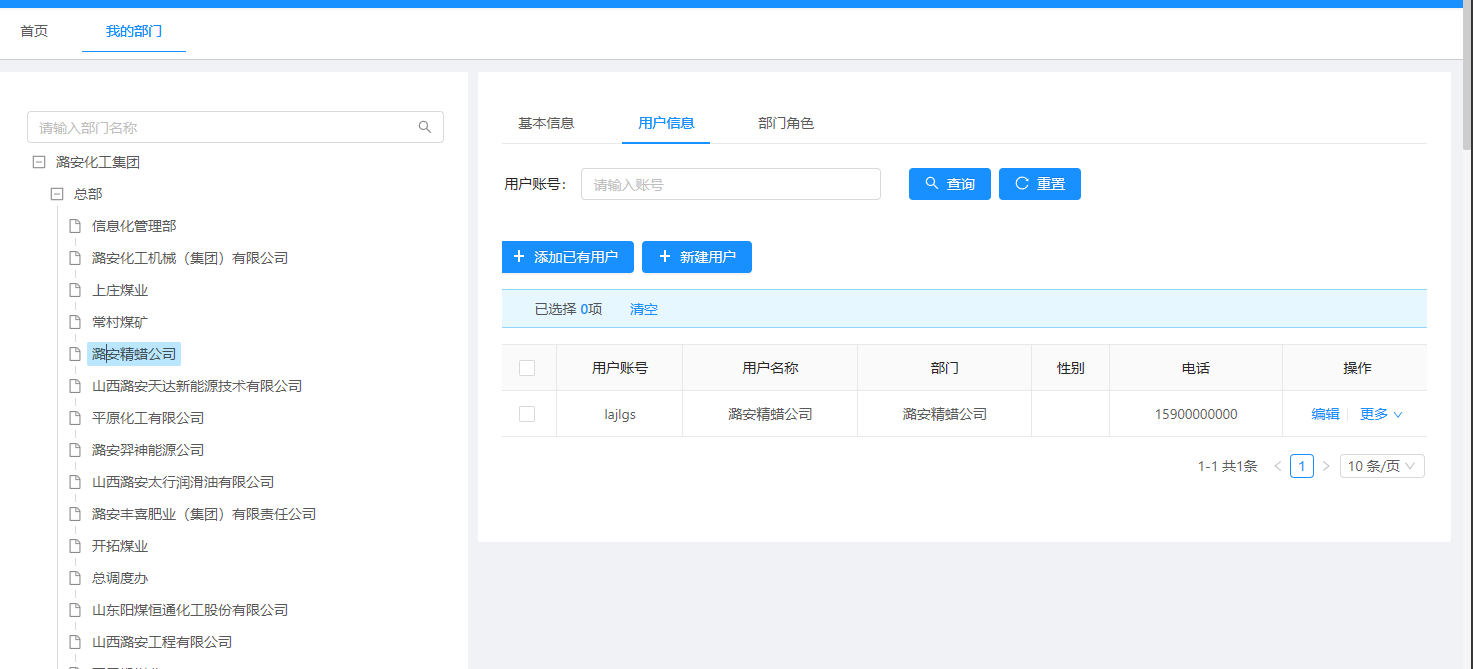 首页 我的部门
请输入部门名称
潞安化工集团
总部
信息化管理部
潞安化工机械（集团）有限公司
上庄煤业
常村煤矿
潞安精蜡公司
山西潞安天达新能源技术有限公司
平原化工有限公司
潞安羿神能源公司
山西潞安太行润滑油有限公司
潞安丰喜肥业（集团）有限责任公司
开拓煤业
总调度办
山东阳煤恒通化工股份有限公司
山西潞安工程有限公司
基本信息 用户信息 部门角色
用户账号： 请输入账号 查询 重置
添加已有用户 新建用户
已选择 0项 清空
用户账号 用户名称 部门 性别 电话 操作
lajlgs 潞安精蜡公司 潞安精蜡公司 15900000000 编辑 更多
1-1 共1条 1 10 条/页